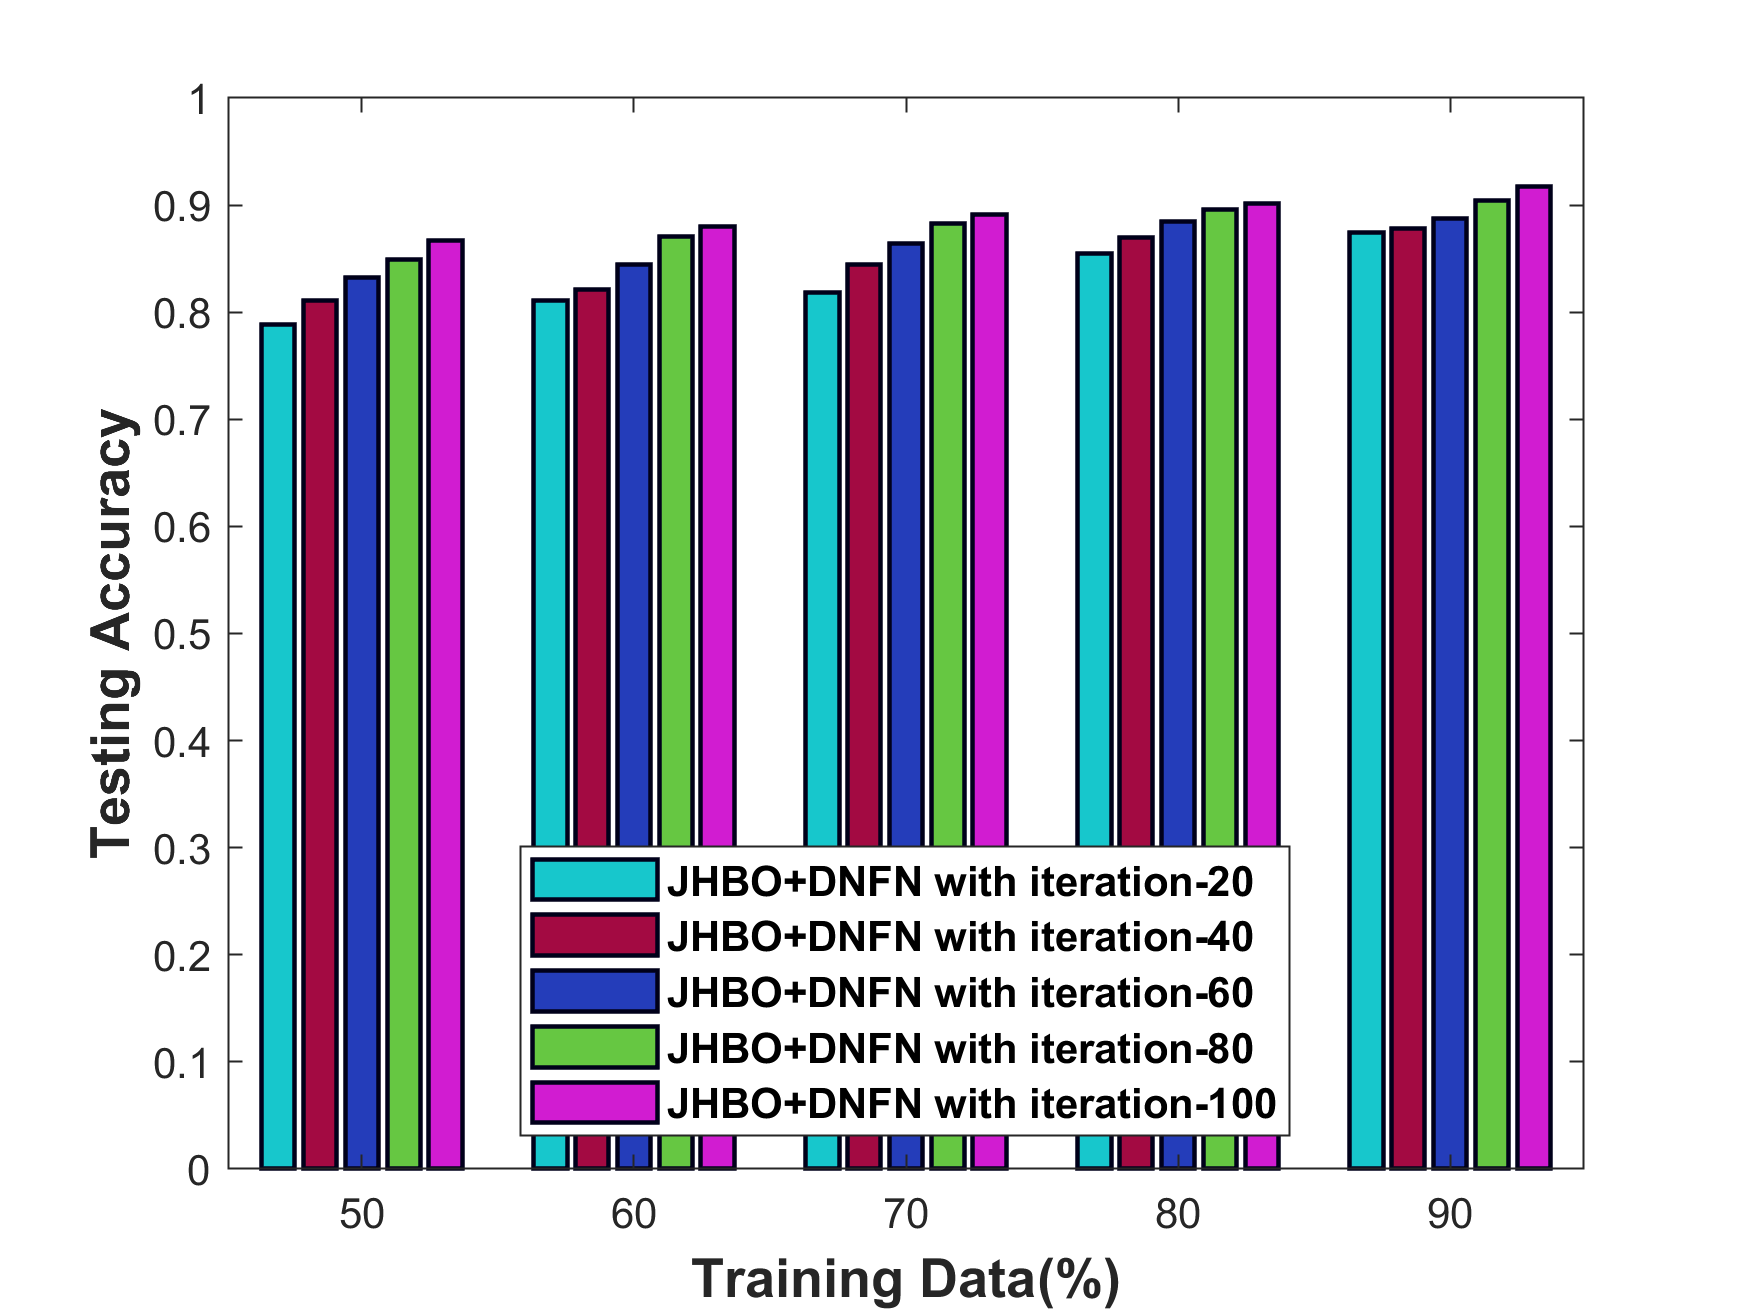 1
0.9
0.8
0.7
0.6
0.5
0.4
0.3
0.2
0.1
0
Testing Accuracy
JHBO+DNFN with iteration-20
JHBO+DNFN with iteration-40
JHBO+DNFN with iteration-60
JHBO+DNFN with iteration-80
JHBO+DNFN with iteration-100
50 60 70 80 90
Training Data(%)